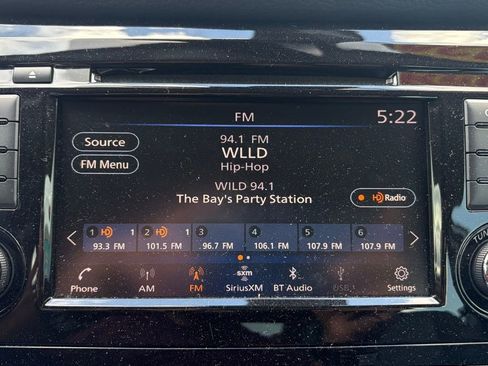 FM
5:22
Source
94.1 FM
WLLD
FM Menu
Hip-Hop
WILD 94.1
The Bay's Party Station
HD Radio
1 HD 1
2 HD 1
3
4
5
6
93.3 FM
101.5 FM
96.7 FM
106.1 FM
107.9 FM
107.9 FM
sxm
Phone
AM
FM
SiriusXM
BT Audio
USB
Settings